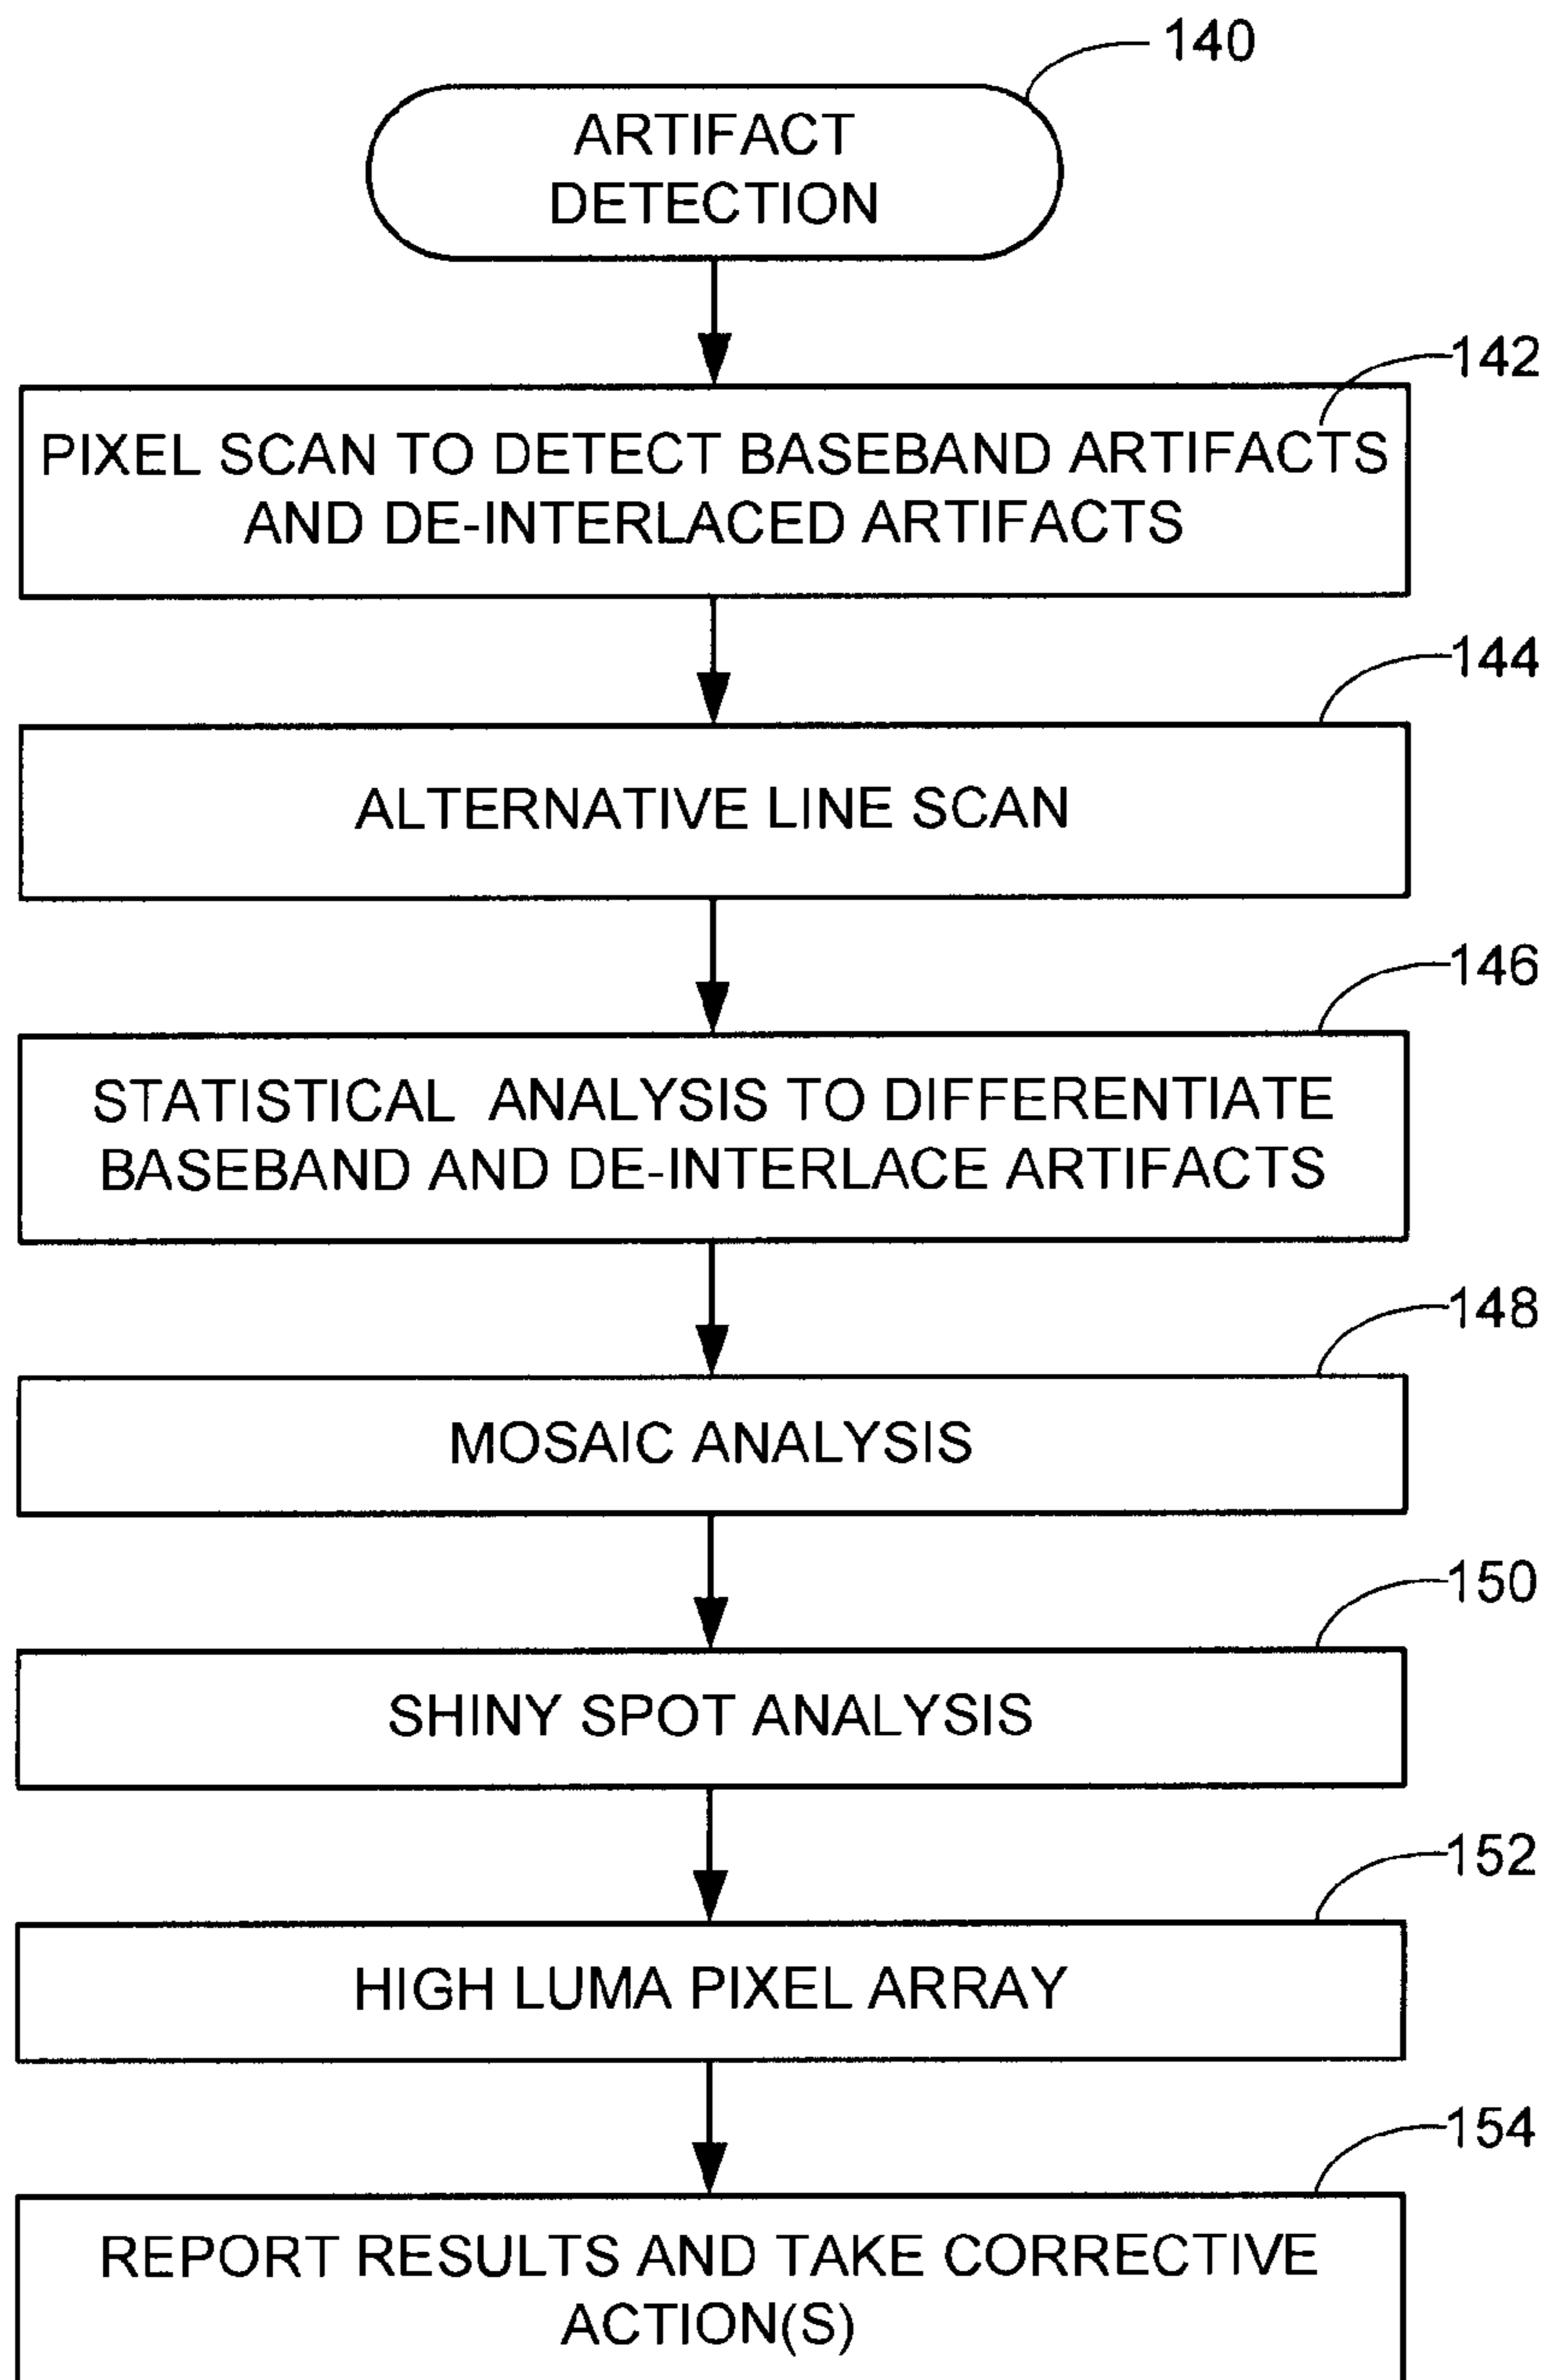 140
ARTIFACT
DETECTION
142
PIXEL SCAN TO DETECT BASEBAND ARTIFACTS
AND DE-INTERLACED ARTIFACTS
144
ALTERNATIVE LINE SCAN
146
STATISTICAL ANALYSIS TO DIFFERENTIATE
BASEBAND AND DE-INTERLACE ARTIFACTS
148
MOSAIC ANALYSIS
150
SHINY SPOT ANALYSIS
152
HIGH LUMA PIXEL ARRAY
154
REPORT RESULTS AND TAKE CORRECTIVE
ACTION(S)